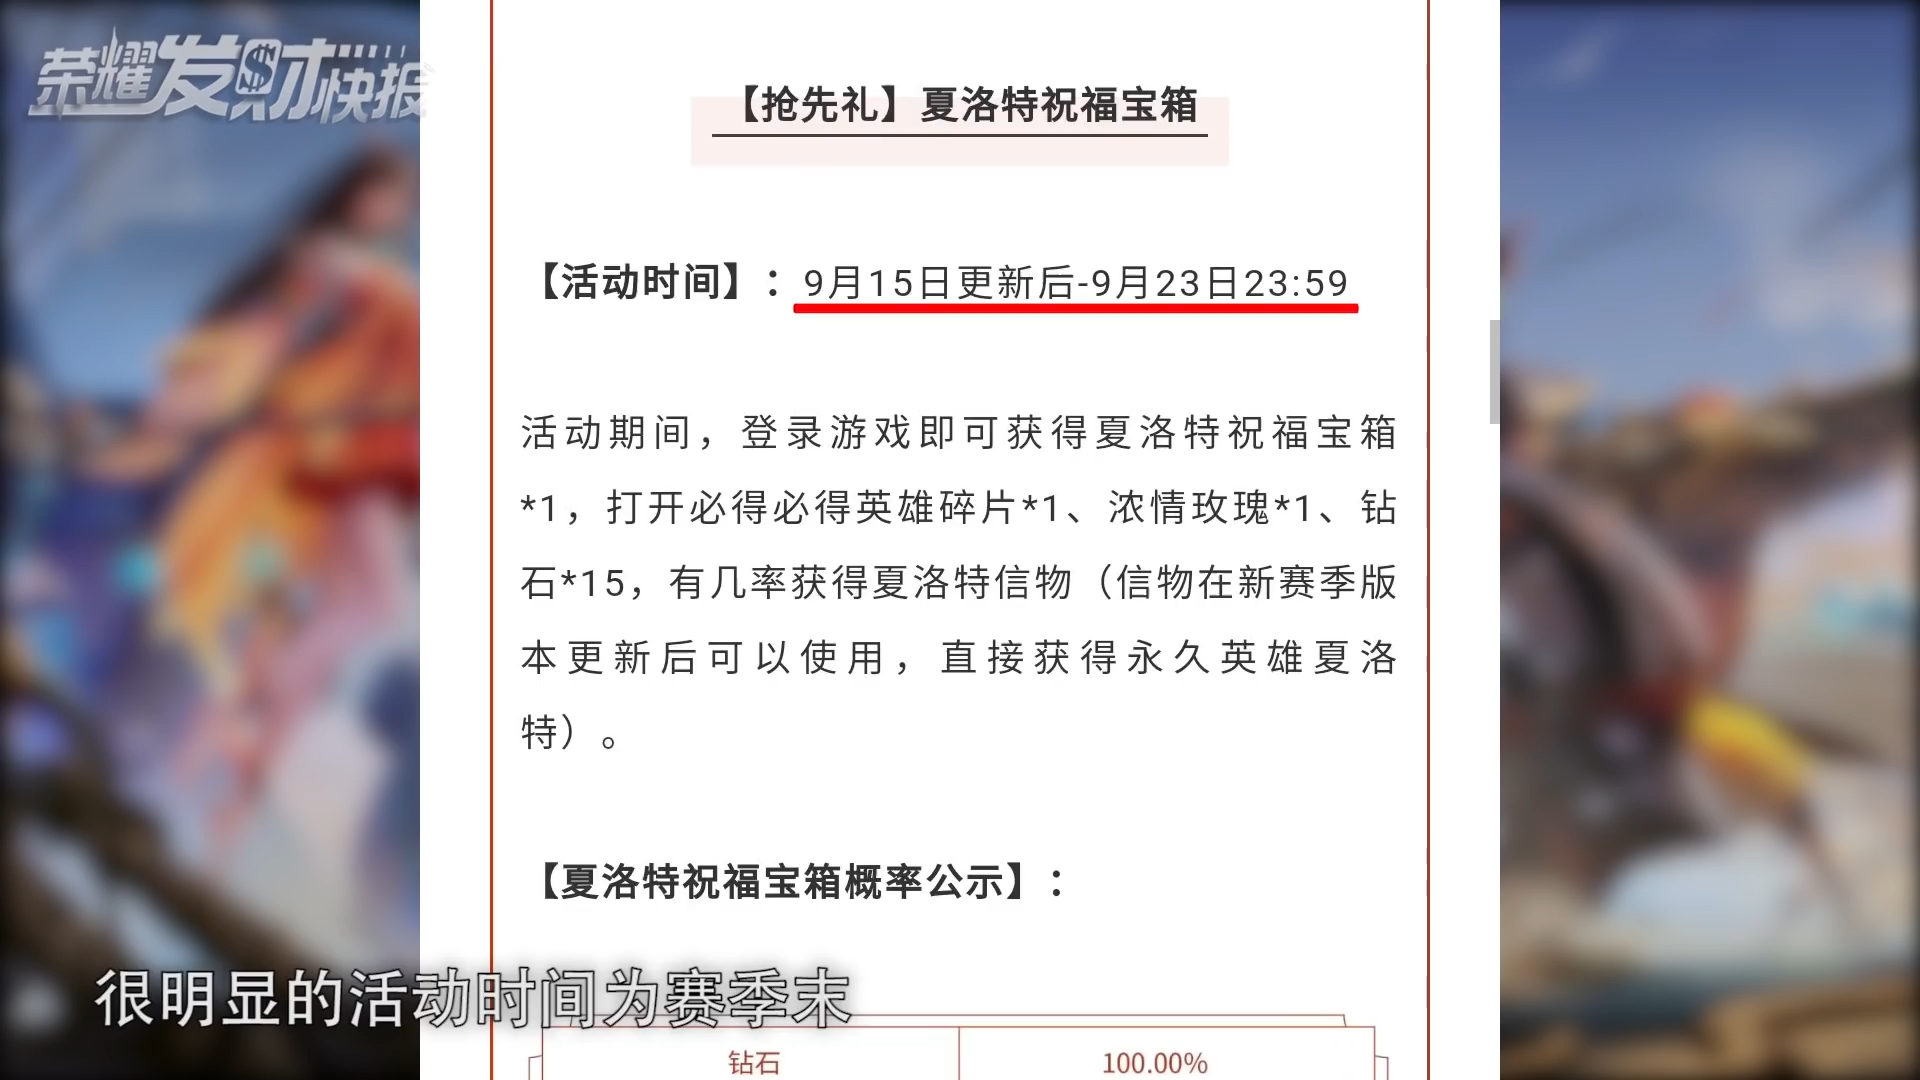 荣耀发财快报
【抢先礼】夏洛特祝福宝箱
【活动时间】：9月15日更新后-9月23日23:59
活动期间，登录游戏即可获得夏洛特祝福宝箱
*1，打开必得必得英雄碎片*1、浓情玫瑰*1、钻
石*15，有几率获得夏洛特信物（信物在新赛季版
本更新后可以使用，直接获得永久英雄夏洛
特）。
【夏洛特祝福宝箱概率公示】：
很明显的活动时间为赛季末
钻石 100.00%